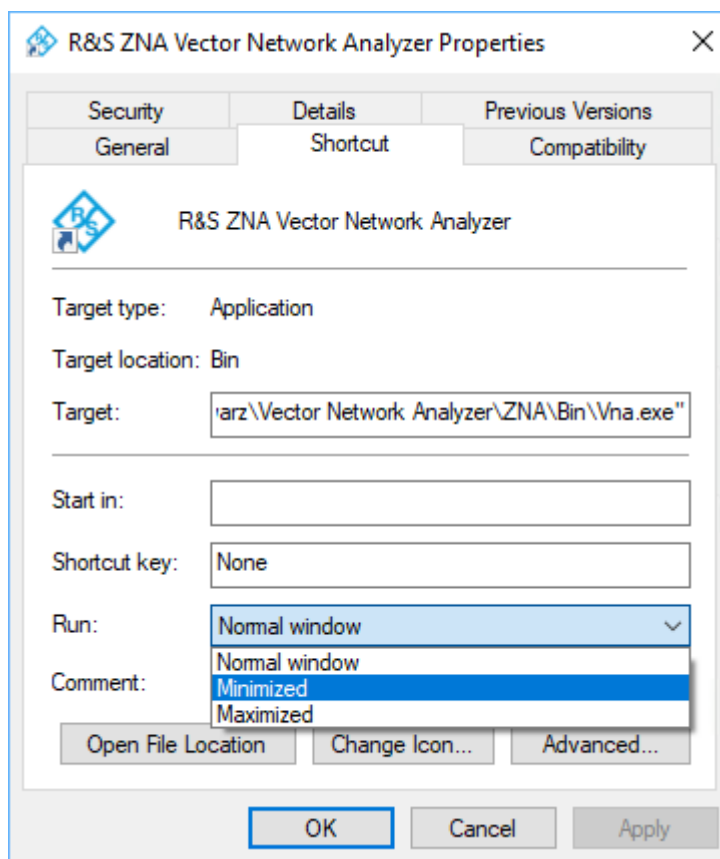 R&S ZNA Vector Network Analyzer Properties
Security Details Previous Versions
General Shortcut Compatibility
R&S
R&S ZNA Vector Network Analyzer
Target type: Application
Target location: Bin
Target: arz\Vector Network Analyzer\ZNA\Bin\Vna.exe"
Start in:
Shortcut key: None
Run: Normal window
Normal window
Comment: Minimized
Maximized
Open File Location Change Icon... Advanced...
OK Cancel Apply